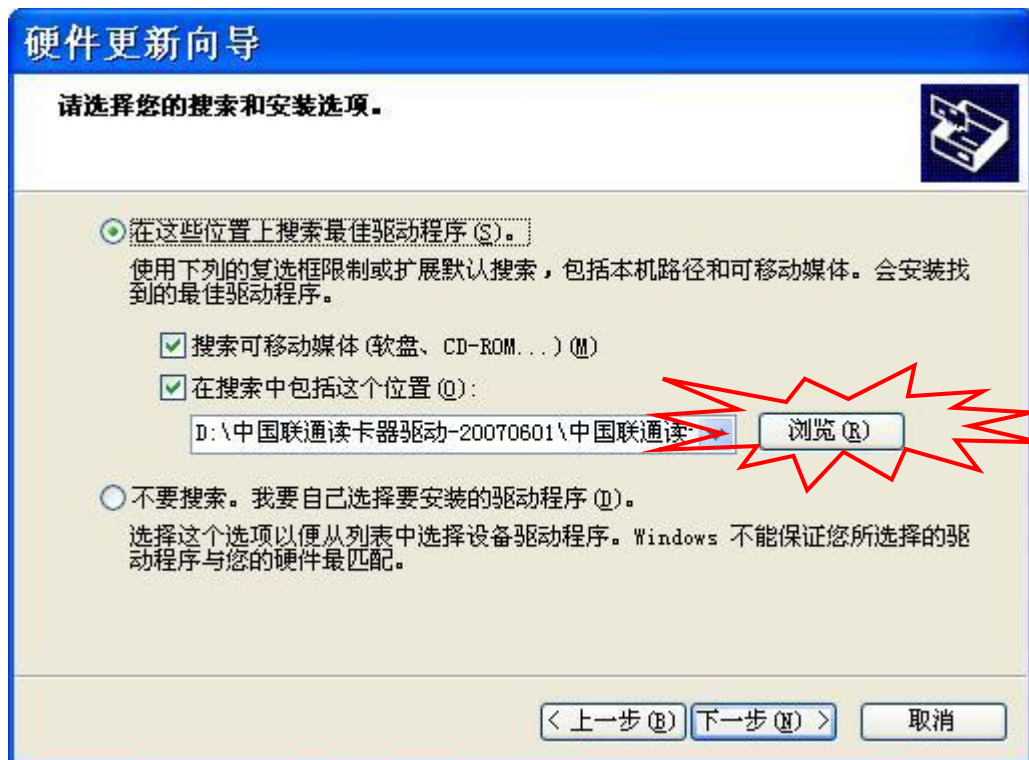 硬件更新向导
请选择您的搜索和安装选项。
在这些位置上搜索最佳驱动程序(S)。
使用下列的复选框限制或扩展默认搜索，包括本机路径和可移动媒体。会安装找
到的最佳驱动程序。
搜索可移动媒体(软盘、CD-ROM...)(M)
在搜索中包括这个位置(O):
D:\中国联通读卡器驱动-20070601\中国联通读
浏览(R)
不要搜索。我要自己选择要安装的驱动程序(D)。
选择这个选项以便从列表中选择设备驱动程序。Windows 不能保证您所选择的驱
动程序与您的硬件最匹配。
< 上一步(B) 下一步(N) > 取消